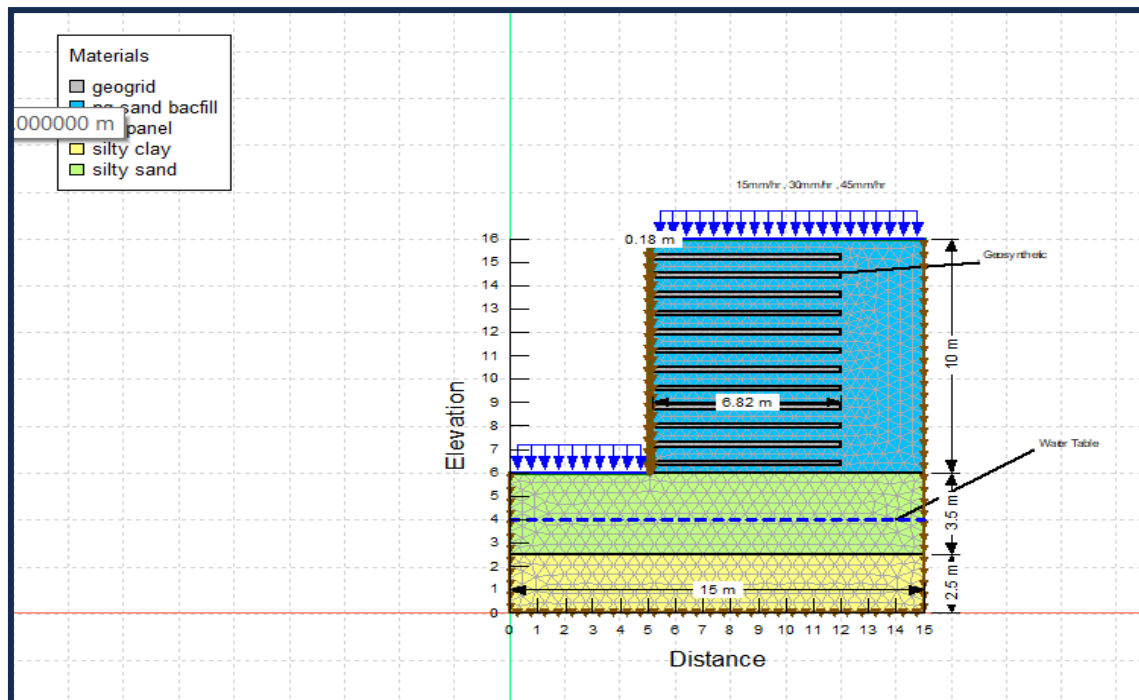 Materials
geogrid
sand bacfill
.000000 m
panel
silty clay
silty sand
15mm/hr , 30mm/hr ,45mm/hr
0.18 m
Geosynthetic
16
15
14
13
12
11
10
9
8
7
6
5
4
3
2
1
0
Elevation
6.82 m
10 m
Water Table
3.5 m
2.5 m
15 m
0 1 2 3 4 5 6 7 8 9 10 11 12 13 14 15
Distance